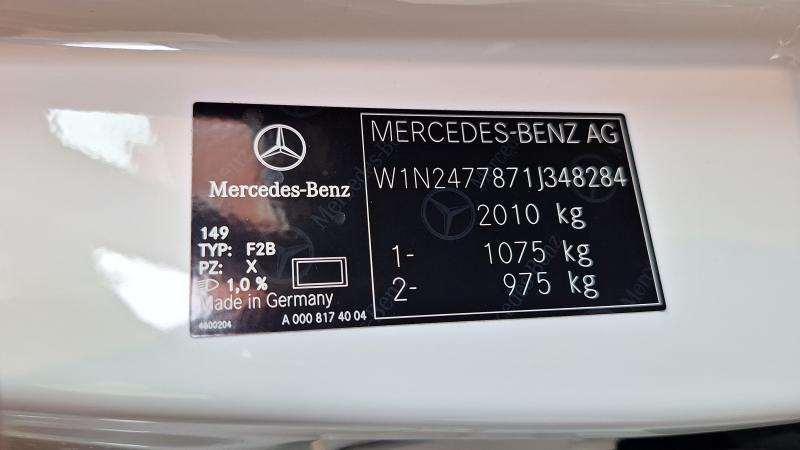 Mercedes-Benz
149
TYP: F2B
PZ: X
1,0 %
Made in Germany
4600204
A 000 817 40 04
MERCEDES-BENZ AG
W1N2477871J348284
2010 kg
1- 1075 kg
2- 975 kg